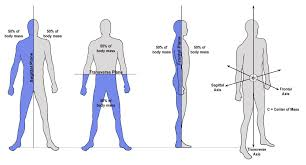 50% of
body mass
50% of
body mass
Sagittal Plane
50% of
body mass
Transverse Plane
50% of
body mass
50% of
body mass
50% of
body mass
Frontal Plane
Sagittal
Axis
Frontal
Axis
C = Center of Mass
Transverse
Axis